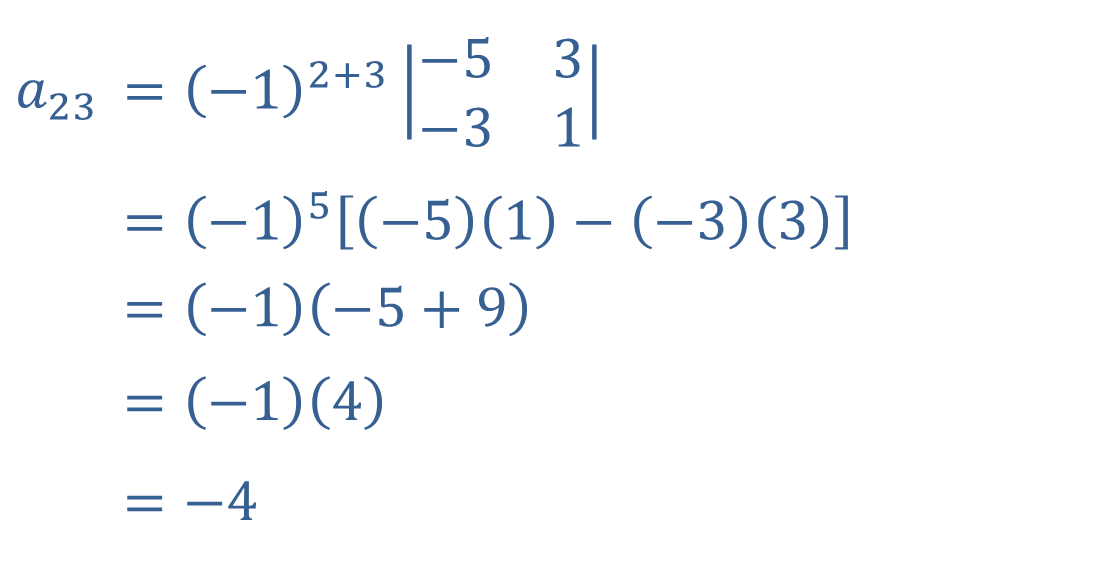 a₂₃ = (−1)²⁺³ |−5 3|
|−3 1|
= (−1)⁵[(−5)(1) − (−3)(3)]
= (−1)(−5 + 9)
= (−1)(4)
= −4